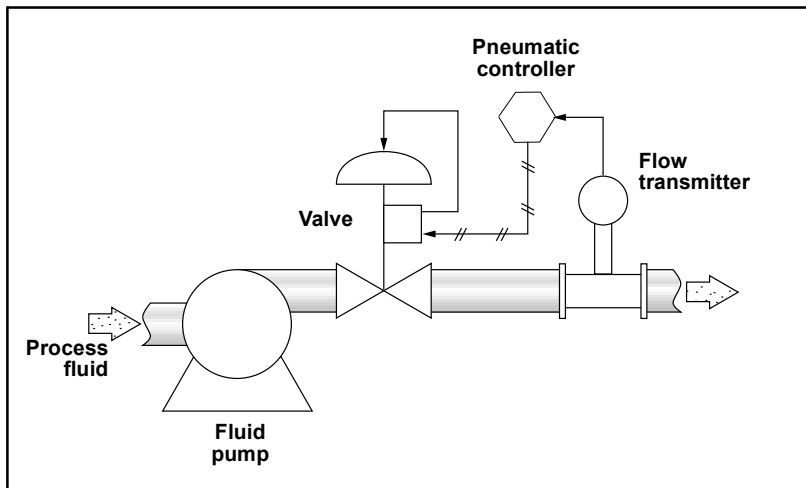 Pneumatic
controller
Flow
transmitter
Valve
Process
fluid
Fluid
pump